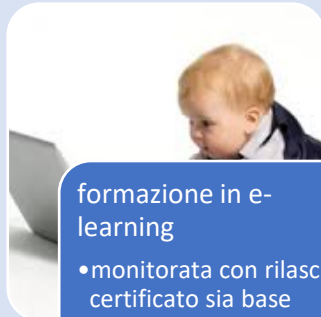 formazione in e-
learning
•monitorata con rilasc
certificato sia base